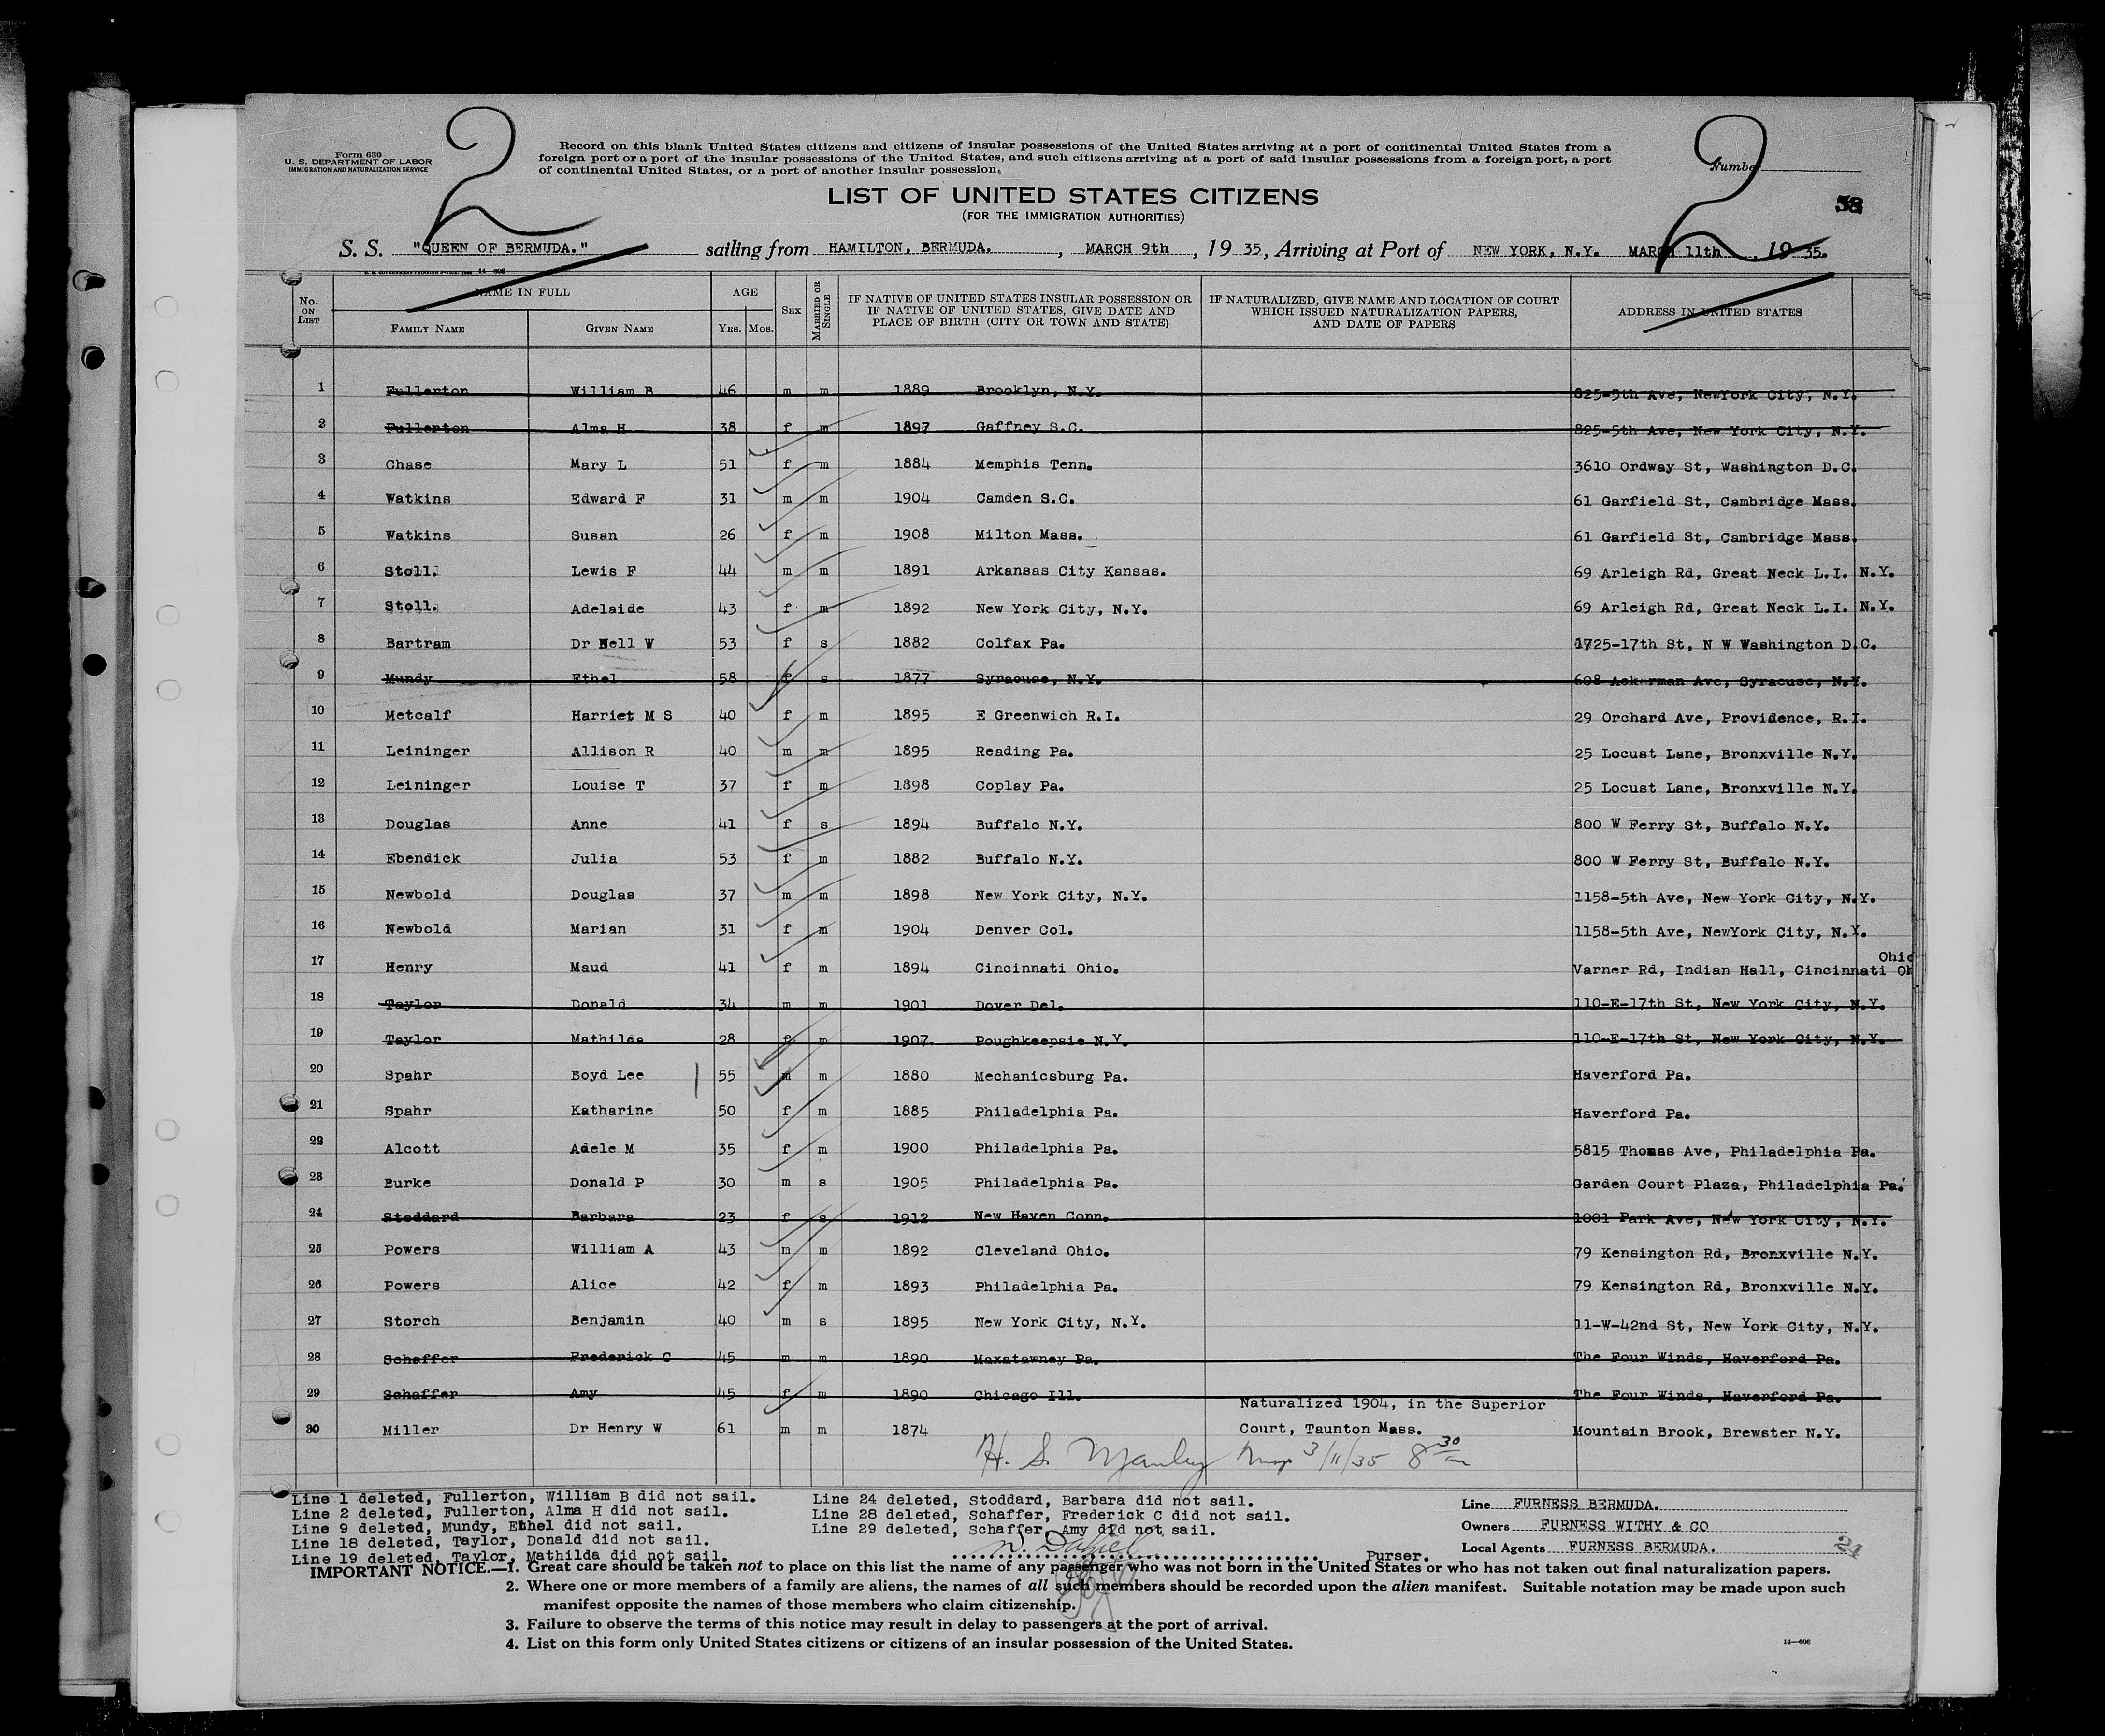 2 2
Form 630
U. S. DEPARTMENT OF LABOR
IMMIGRATION AND NATURALIZATION SERVICE
Record on this blank United States citizens and citizens of insular possessions of the United States arriving at a port of continental United States from a
foreign port or a port of the insular possessions of the United States, and such citizens arriving at a port of said insular possessions from a foreign port, a port
of continental United States, or a port of another insular possession.
Number
LIST OF UNITED STATES CITIZENS
(FOR THE IMMIGRATION AUTHORITIES)
38
S. S. "QUEEN OF BERMUDA." sailing from HAMILTON, BERMUDA. , MARCH 9th , 19 35, Arriving at Port of NEW YORK, N.Y. MARCH 11th , 19 35.
14—606
No. ON LIST NAME IN FULL AGE SEX MARRIED OR SINGLE IF NATIVE OF UNITED STATES INSULAR POSSESSION OR IF NATIVE OF UNITED STATES, GIVE DATE AND PLACE OF BIRTH (CITY OR TOWN AND STATE) IF NATURALIZED, GIVE NAME AND LOCATION OF COURT WHICH ISSUED NATURALIZATION PAPERS, AND DATE OF PAPERS ADDRESS IN UNITED STATES
FAMILY NAME GIVEN NAME YRS. MOS.
1 Fullerton William B 46 m m 1889 Brooklyn, N.Y. 825-5th Ave, NewYork City, N.Y.
2 Fullerton Alma H 38 f m 1897 Gaffney S.C. 825-5th Ave, New York City, N.Y.
3 Chase Mary L 51 f m 1884 Memphis Tenn. 3610 Ordway St, Washington D.C.
4 Watkins Edward F 31 m m 1904 Camden S.C. 61 Garfield St, Cambridge Mass.
5 Watkins Susan 26 f m 1908 Milton Mass. 61 Garfield St, Cambridge Mass.
6 Stoll. Lewis F 44 m m 1891 Arkansas City Kansas. 69 Arleigh Rd, Great Neck L.I. N.Y.
7 Stoll. Adelaide 43 f m 1892 New York City, N.Y. 69 Arleigh Rd, Great Neck L.I. N.Y.
8 Bartram Dr Nell W 53 f s 1882 Colfax Pa. 1725-17th St, N W Washington D.C.
9 Mundy Ethel 58 f s 1877 Syracuse, N.Y. 608 Ackerman Ave, Syracuse, N.Y.
10 Metcalf Harriet M S 40 f m 1895 E Greenwich R.I. 29 Orchard Ave, Providence, R.I.
11 Leininger Allison R 40 m m 1895 Reading Pa. 25 Locust Lane, Bronxville N.Y.
12 Leininger Louise T 37 f m 1898 Coplay Pa. 25 Locust Lane, Bronxville N.Y.
13 Douglas Anne 41 f s 1894 Buffalo N.Y. 800 W Ferry St, Buffalo N.Y.
14 Ebendick Julia 53 f m 1882 Buffalo N.Y. 800 W Ferry St, Buffalo N.Y.
15 Newbold Douglas 37 m m 1898 New York City, N.Y. 1158-5th Ave, New York City, N.Y.
16 Newbold Marian 31 f m 1904 Denver Col. 1158-5th Ave, NewYork City, N.Y.
17 Henry Maud 41 f m 1894 Cincinnati Ohio. Varner Rd, Indian Hall, Cincinnati Oh
18 Taylor Donald 34 m m 1901 Dover Del. 110-E-17th St, New York City, N.Y.
19 Taylor Mathilda 28 f m 1907. Poughkeepsie N.Y. 110-E-17th St, New York City, N.Y.
20 Spahr Boyd Lee 55 m m 1880 Mechanicsburg Pa. Haverford Pa.
21 Spahr Katharine 50 f m 1885 Philadelphia Pa. Haverford Pa.
22 Alcott Adele M 35 f m 1900 Philadelphia Pa. 5815 Thomas Ave, Philadelphia Pa.
23 Burke Donald P 30 m s 1905 Philadelphia Pa. Garden Court Plaza, Philadelphia Pa.
24 Stoddard Barbara 23 f s 1912 New Haven Conn. 1001 Park Ave, New York City, N.Y.
25 Powers William A 43 m m 1892 Cleveland Ohio. 79 Kensington Rd, Bronxville N.Y.
26 Powers Alice 42 f m 1893 Philadelphia Pa. 79 Kensington Rd, Bronxville N.Y.
27 Storch Benjamin 40 m s 1895 New York City, N.Y. 11-W-42nd St, New York City, N.Y.
28 Schaffer Frederick C 45 m m 1890 Maxatawney Pa. The Four Winds, Haverford Pa.
29 Schaffer Amy 45 f m 1890 Chicago Ill. The Four Winds, Haverford Pa.
Naturalized 1904, in the Superior
30 Miller Dr Henry W 61 m m 1874 Court, Taunton Mass. Mountain Brook, Brewster N.Y.
H. S. Manley 3/11/35 8 30
Line 1 deleted, Fullerton, William B did not sail.
Line 2 deleted, Fullerton, Alma H did not sail.
Line 9 deleted, Mundy, Ethel did not sail.
Line 18 deleted, Taylor, Donald did not sail.
Line 19 deleted, Taylor, Mathilda did not sail.
Line 24 deleted, Stoddard, Barbara did not sail.
Line 28 deleted, Schaffer, Frederick C did not sail.
Line 29 deleted, Schaffer, Amy did not sail.
Purser.
Line FURNESS BERMUDA.
Owners FURNESS WITHY & CO
Local Agents FURNESS BERMUDA.
21
IMPORTANT NOTICE.—1. Great care should be taken not to place on this list the name of any passenger who was not born in the United States or who has not taken out final naturalization papers.
2. Where one or more members of a family are aliens, the names of all such members should be recorded upon the alien manifest. Suitable notation may be made upon such
manifest opposite the names of those members who claim citizenship.
3. Failure to observe the terms of this notice may result in delay to passengers at the port of arrival.
4. List on this form only United States citizens or citizens of an insular possession of the United States.
14—606